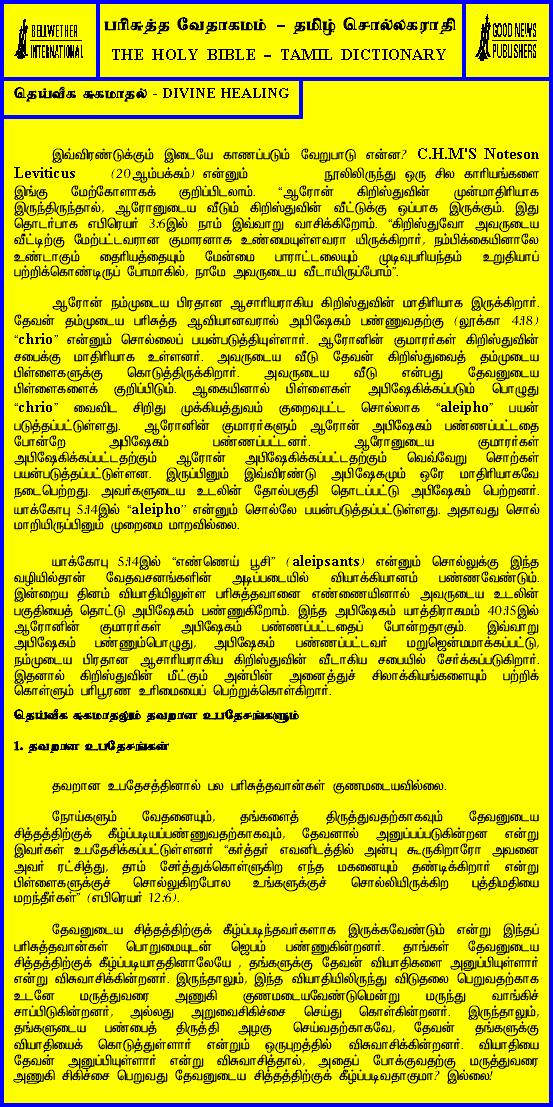 BELLWETHER
INTERNATIONAL
பரிசுத்த வேதாகமம் – தமிழ் சொல்லகராதி
THE HOLY BIBLE – TAMIL DICTIONARY
GOOD NEWS
PUBLISHERS
தெய்வீக சுகமாதல் - DIVINE HEALING
இவ்விரண்டுக்கும் இடையே காணப்படும் வேறுபாடு என்ன? C.H.M'S Noteson
Leviticus (20ஆம்பக்கம்) என்னும் நூலிலிருந்து ஒரு சில காரியங்களை
இங்கு மேற்கோளாகக் குறிப்பிடலாம். “ஆரோன் கிறிஸ்துவின் முன்மாதிரியாக
இருந்திருந்தால், ஆரோனுடைய வீடும் கிறிஸ்துவின் வீட்டுக்கு ஒப்பாக இருக்கும். இது
தொடர்பாக எபிரெயர் 3:6இல் நாம் இவ்வாறு வாசிக்கிறோம். “கிறிஸ்துவோ அவருடைய
வீட்டிற்கு மேற்பட்டவரான குமாரனாக உண்மையுள்ளவரா யிருக்கிறார், நம்பிக்கையினாலே
உண்டாகும் தைரியத்தையும் மேன்மை பாராட்டலையும் முடிவுபரியந்தம் உறுதியாய்
பற்றிக்கொண்டிருப் போமாகில், நாமே அவருடைய வீடாயிருப்போம்”.
ஆரோன் நம்முடைய பிரதான ஆசாரியராகிய கிறிஸ்துவின் மாதிரியாக இருக்கிறார்.
தேவன் தம்முடைய பரிசுத்த ஆவியானவரால் அபிஷேகம் பண்ணுவதற்கு (லூக்கா 4:18)
“chrio” என்னும் சொல்லைப் பயன்படுத்தியுள்ளார். ஆரோனின் குமாரர்கள் கிறிஸ்துவின்
சபைக்கு மாதிரியாக உள்ளனர். அவருடைய வீடு தேவன் கிறிஸ்துவைத் தம்முடைய
பிள்ளைகளுக்கு கொடுத்திருக்கிறார். அவருடைய வீடு என்பது தேவனுடைய
பிள்ளைகளைக் குறிப்பிடும். ஆகையினால் பிள்ளைகள் அபிஷேகிக்கப்படும் பொழுது
“chrio” வைவிட சிறிது முக்கியத்துவம் குறைவுபட்ட சொல்லாக “aleipho” பயன்
படுத்தப்பட்டுள்ளது. ஆரோனின் குமாரர்களும் ஆரோன் அபிஷேகம் பண்ணப்பட்டதை
போன்றே அபிஷேகம் பண்ணப்பட்டனர். ஆரோனுடைய குமாரர்கள்
அபிஷேகிக்கப்பட்டதற்கும் ஆரோன் அபிஷேகிக்கப்பட்டதற்கும் வெவ்வேறு சொற்கள்
பயன்படுத்தப்பட்டுள்ளன. இருப்பினும் இவ்விரண்டு அபிஷேகமும் ஒரே மாதிரியாகவே
நடைபெற்றது. அவர்களுடைய உடலின் தோல்பகுதி தொடப்பட்டு அபிஷேகம் பெற்றனர்.
யாக்கோபு 5:14இல் “aleipho” என்னும் சொல்லே பயன்படுத்தப்பட்டுள்ளது. அதாவது சொல்
மாறியிருப்பினும் முறைமை மாறவில்லை.
யாக்கோபு 5:14இல் “எண்ணெய் பூசி” (aleipsants) என்னும் சொல்லுக்கு இந்த
வழியில்தான் வேதவசனங்களின் அடிப்படையில் வியாக்கியானம் பண்ணவேண்டும்.
இன்றைய தினம் வியாதியிலுள்ள பரிசுத்தவானை எண்ணையினால் அவருடைய உடலின்
பகுதியைத் தொட்டு அபிஷேகம் பண்ணுகிறோம். இந்த அபிஷேகம் யாத்திராகமம் 40:15இல்
ஆரோனின் குமாரர்கள் அபிஷேகம் பண்ணப்பட்டதைப் போன்றதாகும். இவ்வாறு
அபிஷேகம் பண்ணும்பொழுது, அபிஷேகம் பண்ணப்பட்டவர் மறுஜென்மமாக்கப்பட்டு,
நம்முடைய பிரதான ஆசாரியராகிய கிறிஸ்துவின் வீடாகிய சபையில் சேர்க்கப்படுகிறார்.
இதனால் கிறிஸ்துவின் மீட்கும் அன்பின் அனைத்துச் சிலாக்கியங்களையும் பற்றிக்
கொள்ளும் பரிபூரண உரிமையைப் பெற்றுக்கொள்கிறார்.
தெய்வீக சுகமாதலும் தவறான உபதேசங்களும்
1. தவறான உபதேசங்கள்
தவறான உபதேசத்தினால் பல பரிசுத்தவான்கள் குணமடையவில்லை.
நோய்களும் வேதனையும், தங்களைத் திருத்துவதற்காகவும் தேவனுடைய
சித்தத்திற்குக் கீழ்ப்படியப்பண்ணுவதற்காகவும், தேவனால் அனுப்பப்படுகின்றன என்று
இவர்கள் உபதேசிக்கப்பட்டுள்ளனர் “கர்த்தர் எவனிடத்தில் அன்பு கூருகிறாரோ அவனை
அவர் ரட்சித்து, தாம் சேர்த்துக்கொள்ளுகிற எந்த மகனையும் தண்டிக்கிறார் என்று
பிள்ளைகளுக்குச் சொல்லுகிறபோல உங்களுக்குச் சொல்லியிருக்கிற புத்திமதியை
மறந்தீர்கள்” (எபிரெயர் 12:6).
தேவனுடைய சித்தத்திற்குக் கீழ்ப்படிந்தவர்களாக இருக்கவேண்டும் என்று இந்தப்
பரிசுத்தவான்கள் பொறுமையுடன் ஜெபம் பண்ணுகின்றனர். தாங்கள் தேவனுடைய
சித்தத்திற்குக் கீழ்ப்படியாததினாலேயே , தங்களுக்கு தேவன் வியாதிகளை அனுப்பியுள்ளார்
என்று விசுவாசிக்கின்றனர். இருந்தாலும், இந்த வியாதியிலிருந்து விடுதலை பெறுவதற்காக
உடனே மருத்துவரை அணுகி குணமடையவேண்டுமென்று மருந்து வாங்கிச்
சாப்பிடுகின்றனர், அல்லது அறுவைசிகிச்சை செய்து கொள்கின்றனர். இருந்தாலும்,
தங்களுடைய பண்பைத் திருத்தி அழகு செய்வதற்காகவே, தேவன் தங்களுக்கு
வியாதியைக் கொடுத்துள்ளார் என்றும் ஒருபுறத்தில் விசுவாசிக்கின்றனர். வியாதியை
தேவன் அனுப்பியுள்ளார் என்று விசுவாசித்தால், அதைப் போக்குவதற்கு மருத்துவரை
அணுகி சிகிச்சை பெறுவது தேவனுடைய சித்தத்திற்குக் கீழ்ப்படிவதாகுமா? இல்லை!